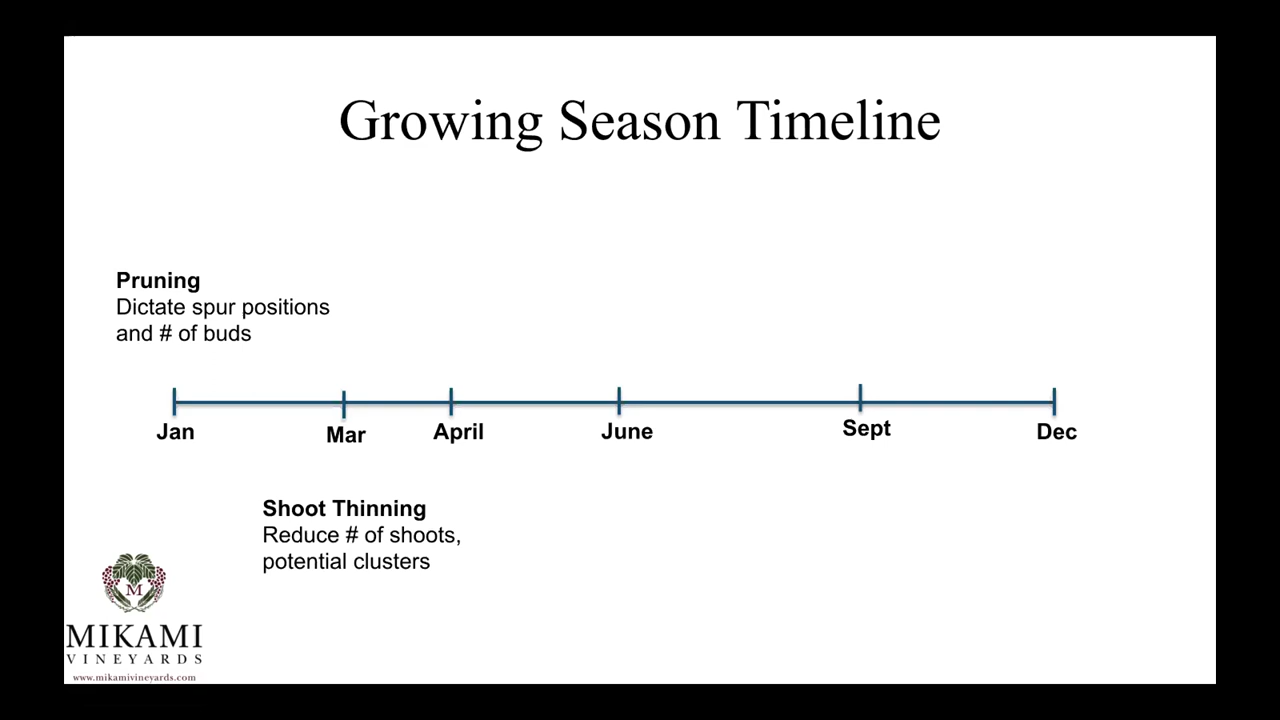 Growing Season Timeline
Pruning
Dictate spur positions
and # of buds
Jan
Mar
April
June
Sept
Dec
Shoot Thinning
Reduce # of shoots,
potential clusters
M
MIKAMI
VINEYARDS
www.mikamivineyards.com